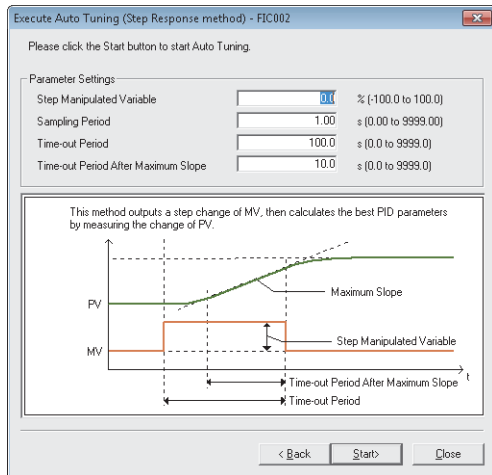 Execute Auto Tuning (Step Response method) - FIC002
Please click the Start button to start Auto Tuning.
Parameter Settings
Step Manipulated Variable 0.0 % (-100.0 to 100.0)
Sampling Period 1.00 s (0.00 to 9999.00)
Time-out Period 100.0 s (0.0 to 9999.0)
Time-out Period After Maximum Slope 10.0 s (0.0 to 9999.0)
This method outputs a step change of MV, then calculates the best PID parameters
by measuring the change of PV.
Maximum Slope
PV
Step Manipulated Variable
MV
t
Time-out Period After Maximum Slope
Time-out Period
< Back Start> Close